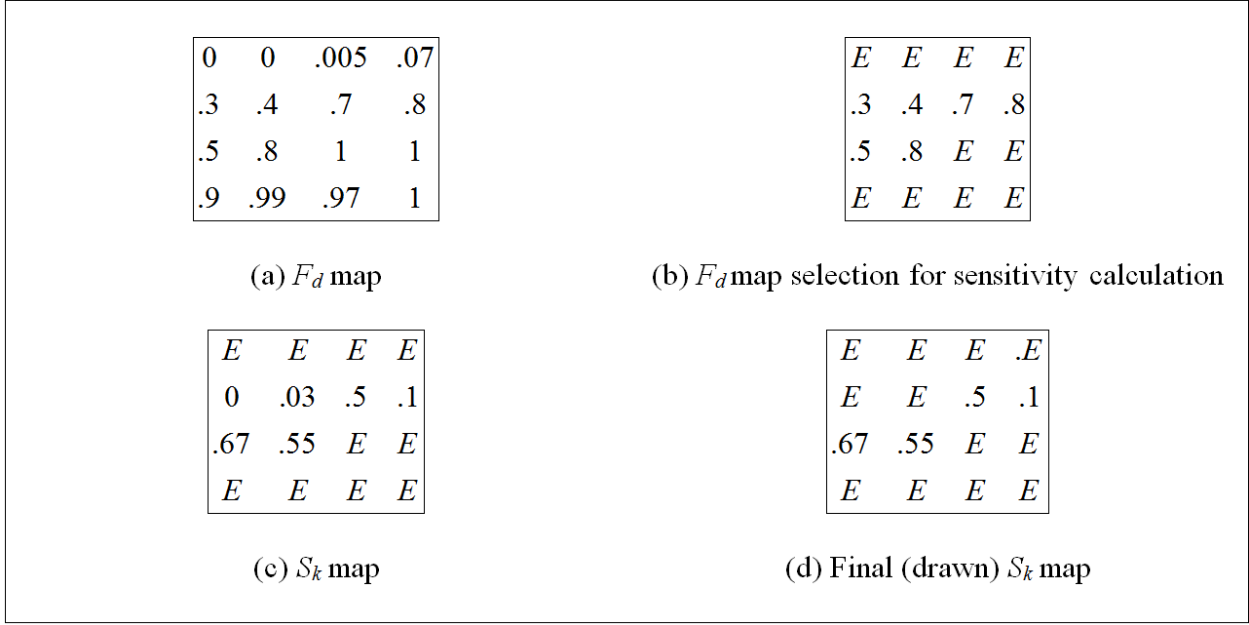 0 0 .005 .07
.3 .4 .7 .8
.5 .8 1 1
.9 .99 .97 1
(a) Fd map
E E E E
.3 .4 .7 .8
.5 .8 E E
E E E E
(b) Fd map selection for sensitivity calculation
E E E E
0 .03 .5 .1
.67 .55 E E
E E E E
(c) Sk map
E E E .E
E E .5 .1
.67 .55 E E
E E E E
(d) Final (drawn) Sk map